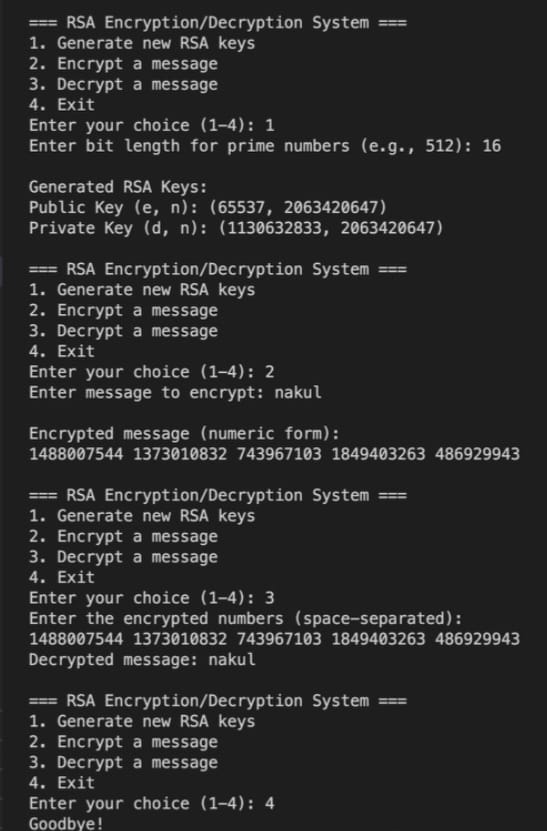 === RSA Encryption/Decryption System ===
1. Generate new RSA keys
2. Encrypt a message
3. Decrypt a message
4. Exit
Enter your choice (1-4): 1
Enter bit length for prime numbers (e.g., 512): 16
Generated RSA Keys:
Public Key (e, n): (65537, 2063420647)
Private Key (d, n): (1130632833, 2063420647)
=== RSA Encryption/Decryption System ===
1. Generate new RSA keys
2. Encrypt a message
3. Decrypt a message
4. Exit
Enter your choice (1-4): 2
Enter message to encrypt: nakul
Encrypted message (numeric form):
1488007544 1373010832 743967103 1849403263 486929943
=== RSA Encryption/Decryption System ===
1. Generate new RSA keys
2. Encrypt a message
3. Decrypt a message
4. Exit
Enter your choice (1-4): 3
Enter the encrypted numbers (space-separated):
1488007544 1373010832 743967103 1849403263 486929943
Decrypted message: nakul
=== RSA Encryption/Decryption System ===
1. Generate new RSA keys
2. Encrypt a message
3. Decrypt a message
4. Exit
Enter your choice (1-4): 4
Goodbye!